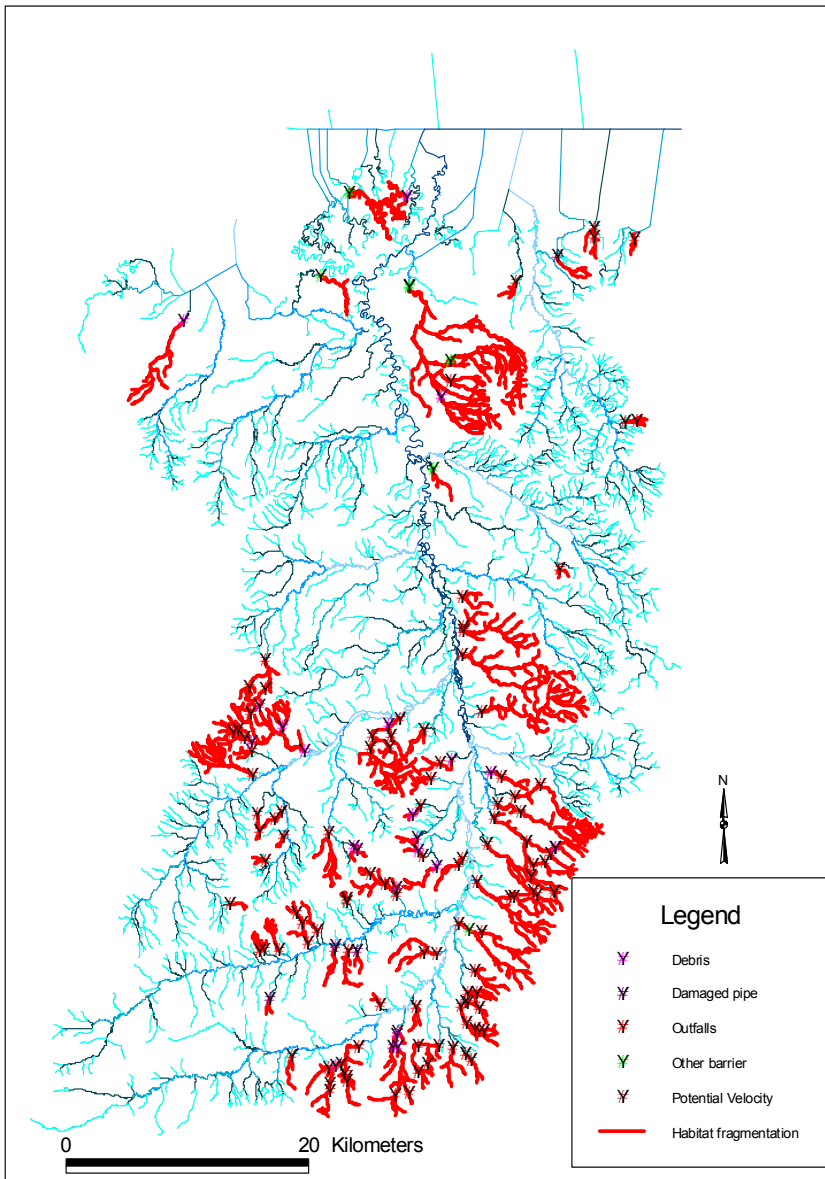 N
Legend
Debris
Damaged pipe
Outfalls
Other barrier
Potential Velocity
Habitat fragmentation
0 20 Kilometers